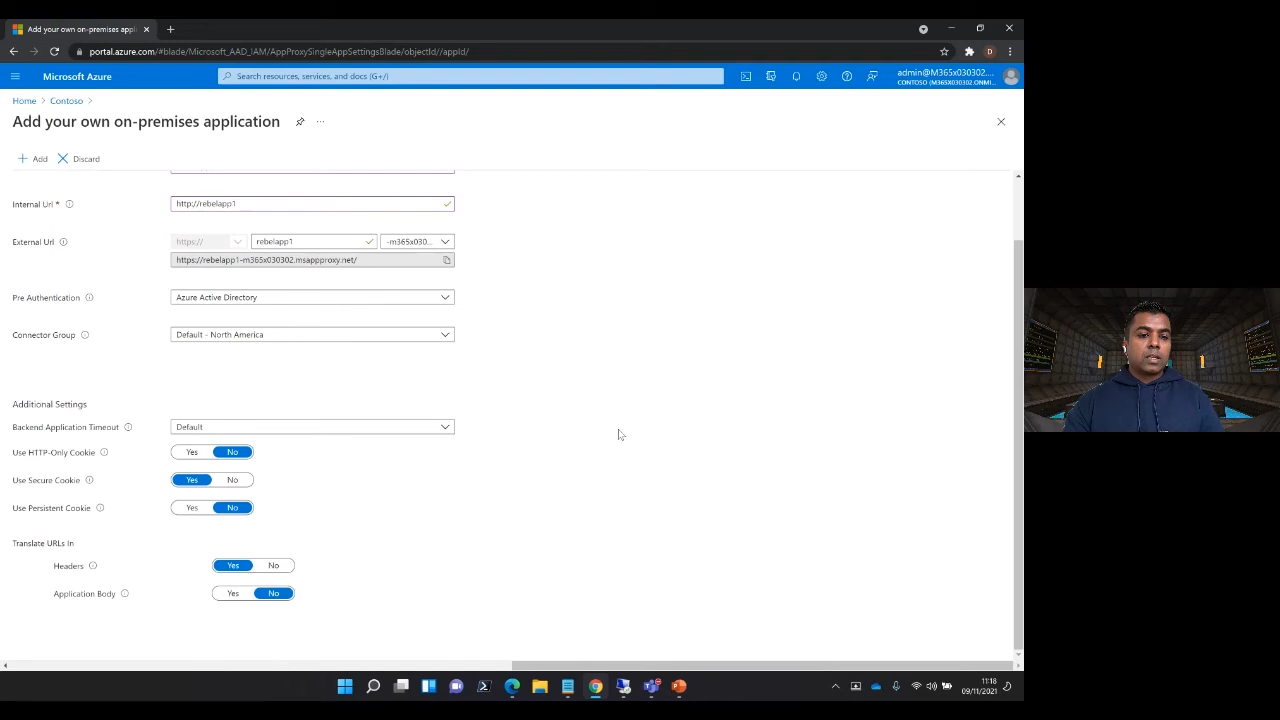 Add your own on-premises appli
portal.azure.com/#blade/Microsoft_AAD_IAM/AppProxySingleAppSettingsBlade/objectId//appId/
D
Microsoft Azure
Search resources, services, and docs (G+/)
admin@M365x030302....
CONTOSO (M365X030302.ONMI...
Home > Contoso >
Add your own on-premises application
Add
Discard
Internal Url *
http://rebelapp1
External Url
https://
rebelapp1
-m365x030...
https://rebelapp1-m365x030302.msappproxy.net/
Pre Authentication
Azure Active Directory
Connector Group
Default - North America
Additional Settings
Backend Application Timeout
Default
Use HTTP-Only Cookie
Yes No
Use Secure Cookie
Yes No
Use Persistent Cookie
Yes No
Translate URLs In
Headers
Yes No
Application Body
Yes No
11:18
09/11/2021